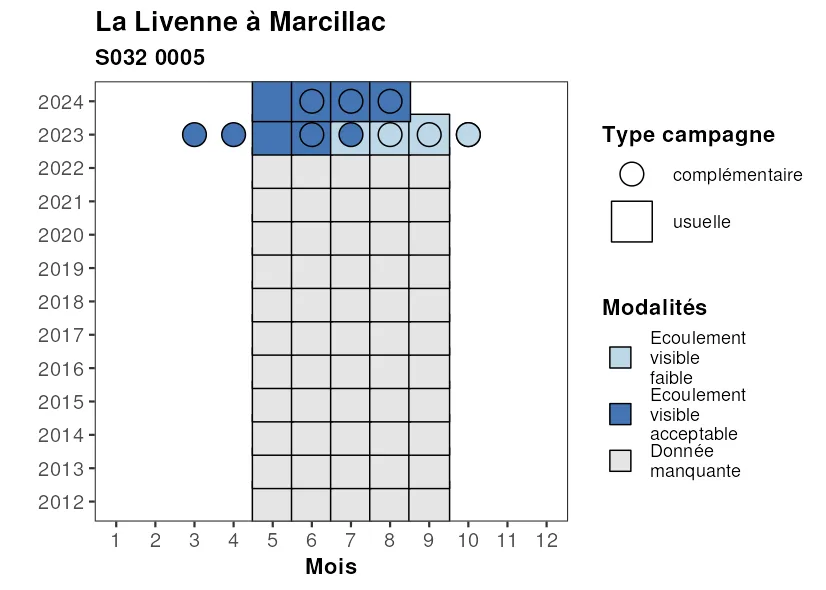 La Livenne à Marcillac
S032 0005
2024
2023
2022
2021
2020
2019
2018
2017
2016
2015
2014
2013
2012
1 2 3 4 5 6 7 8 9 10 11 12
Mois
Type campagne
complémentaire
usuelle
Modalités
Ecoulement
visible
faible
Ecoulement
visible
acceptable
Donnée
manquante